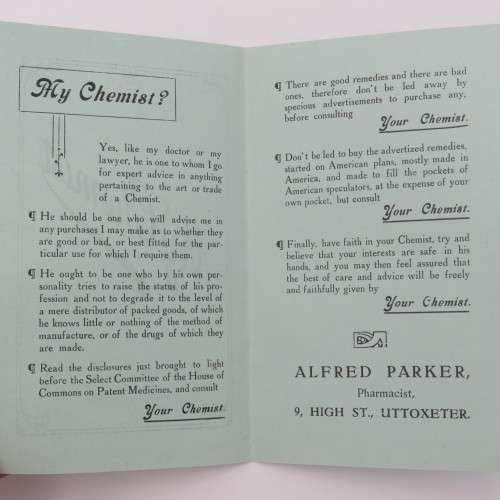 My Chemist?
Yes, like my doctor or my
lawyer, he is one to whom I go
for expert advice in anything
pertaining to the art or trade
of a Chemist.
¶ He should be one who will advise me in
any purchases I may make as to whether they
are good or bad, or best fitted for the par-
ticular use for which I require them.
¶ He ought to be one who by his own per-
sonality tries to raise the status of his pro-
fession and not to degrade it to the level of
a mere distributor of packed goods, of which
he knows little or nothing of the method of
manufacture, or of the drugs of which they
are made.
¶ Read the disclosures just brought to light
before the Select Committee of the House of
Commons on Patent Medicines, and consult
Your Chemist.
¶ There are good remedies and there are bad
ones, therefore don't be led away by
specious advertisements to purchase any,
before consulting
Your Chemist.
¶ Don't be led to buy the advertized remedies,
started on American plans, mostly made in
America, and made to fill the pockets of
American speculators, at the expense of your
own pocket, but consult
Your Chemist.
¶ Finally, have faith in your Chemist, try and
believe that your interests are safe in his
hands, and you may then feel assured that
the best of care and advice will be freely
and faithfully given by
Your Chemist.
ALFRED PARKER,
Pharmacist,
9, HIGH ST., UTTOXETER.